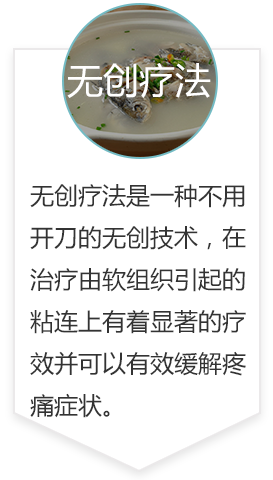 无创疗法
无创疗法是一种不用
开刀的无创技术，在
治疗由软组织引起的
粘连上有着显著的疗
效并可以有效缓解疼
痛症状。